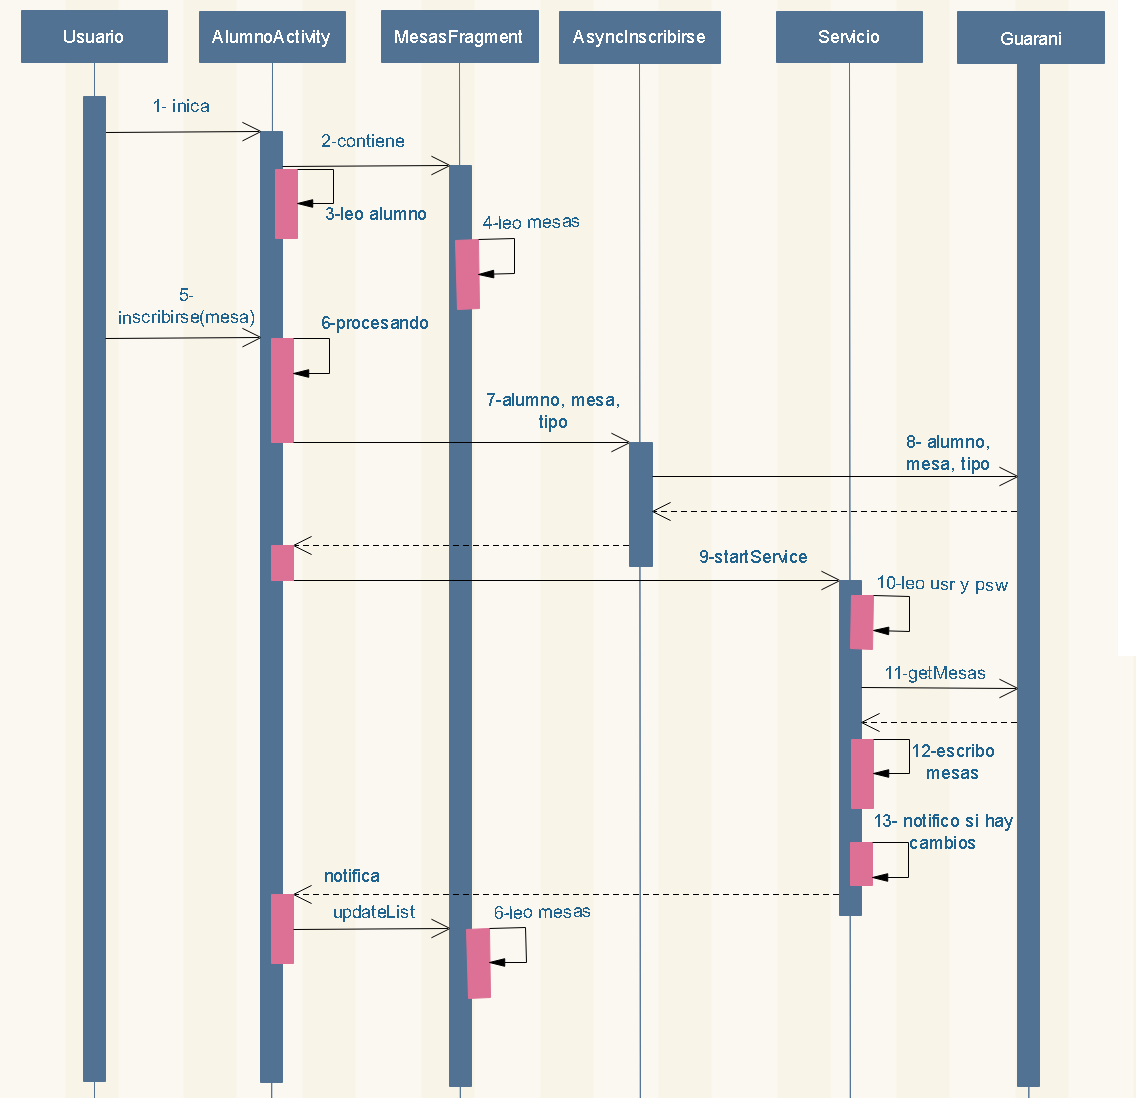 Usuario
AlumnoActivity
MesasFragment
AsyncInscribirse
Servicio
Guarani
1- inica
2-contiene
3-leo alumno
4-leo mesas
5-
inscribirse(mesa)
6-procesando
7-alumno, mesa,
tipo
8- alumno,
mesa, tipo
9-startService
10-leo usr y psw
11-getMesas
12-escribo
mesas
13- notifico si hay
cambios
notifica
updateList
6-leo mesas